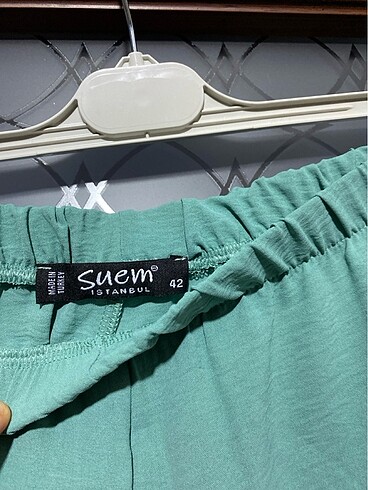 MADE IN
TURKEY
suem®
ISTANBUL
42